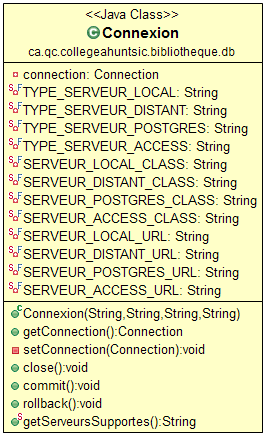 <<Java Class>>
Connexion
ca.qc.collegeahuntsic.bibliotheque.db
connection: Connection
TYPE_SERVEUR_LOCAL: String
TYPE_SERVEUR_DISTANT: String
TYPE_SERVEUR_POSTGRES: String
TYPE_SERVEUR_ACCESS: String
SERVEUR_LOCAL_CLASS: String
SERVEUR_DISTANT_CLASS: String
SERVEUR_POSTGRES_CLASS: String
SERVEUR_ACCESS_CLASS: String
SERVEUR_LOCAL_URL: String
SERVEUR_DISTANT_URL: String
SERVEUR_POSTGRES_URL: String
SERVEUR_ACCESS_URL: String
Connexion(String,String,String,String)
getConnection():Connection
setConnection(Connection):void
close():void
commit():void
rollback():void
getServeursSupportes():String